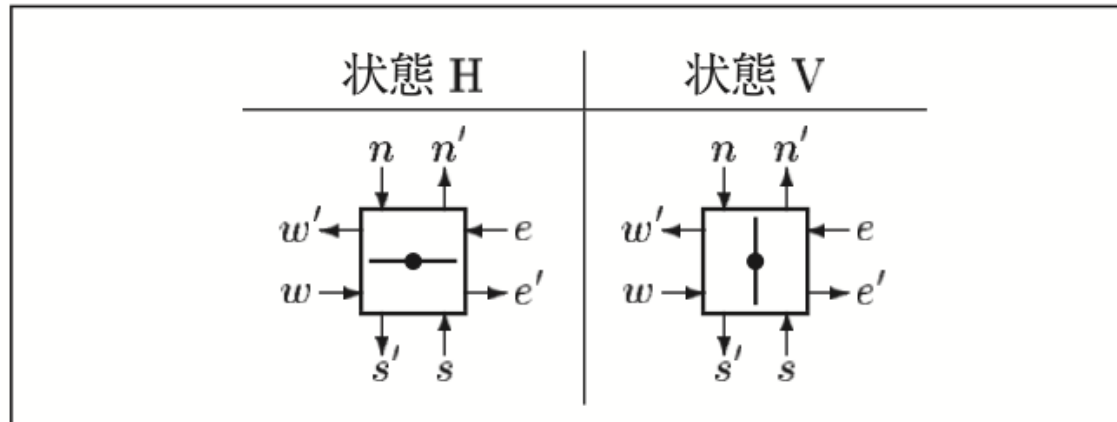 状態 H 状態 V
n n′ n n′
w′ e w′ e
w e′ w e′
s′ s s′ s